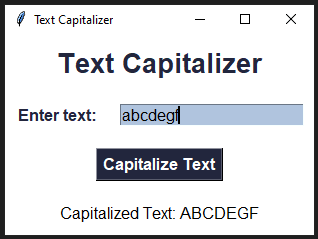 Text Capitalizer
Text Capitalizer
Enter text: abcdegf
Capitalize Text
Capitalized Text: ABCDEGF